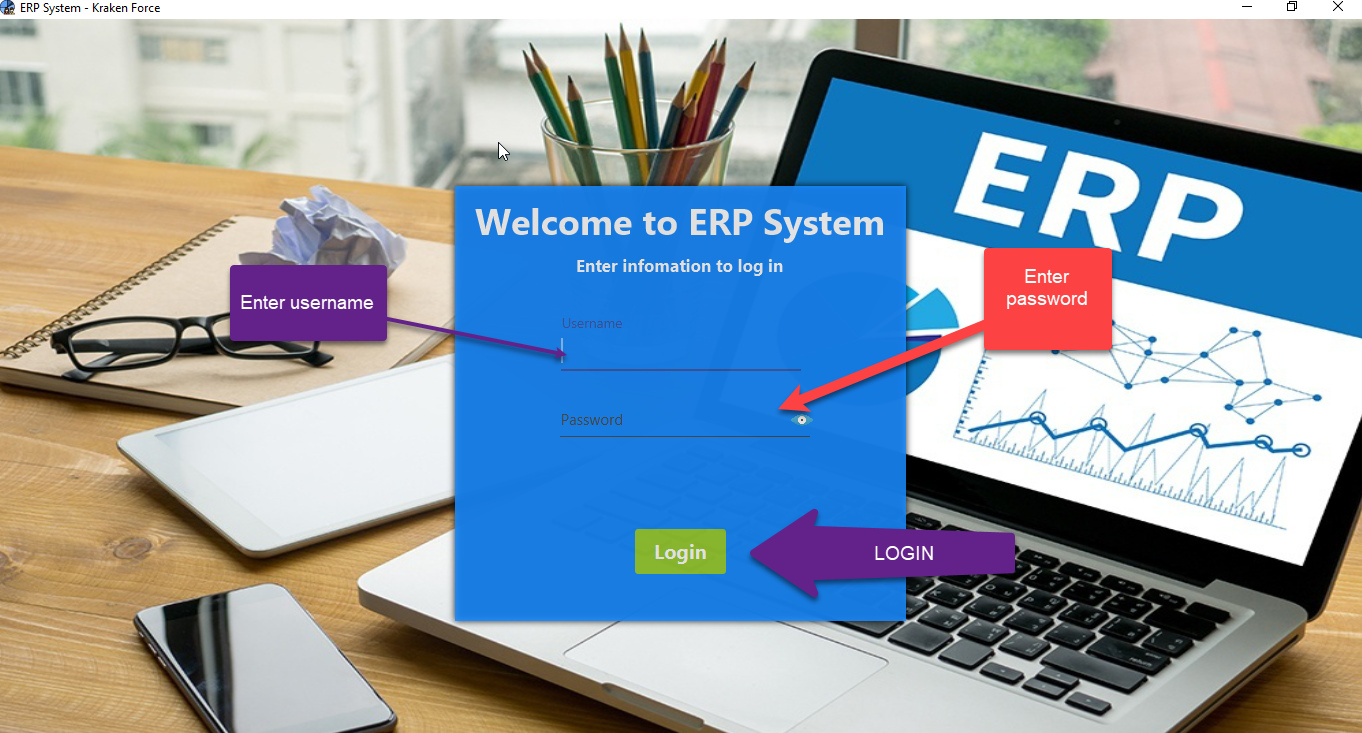 ERP System - Kraken Force
ERP
Welcome to ERP System
Enter infomation to log in
Enter username
Enter
password
Username
Password
Login
LOGIN